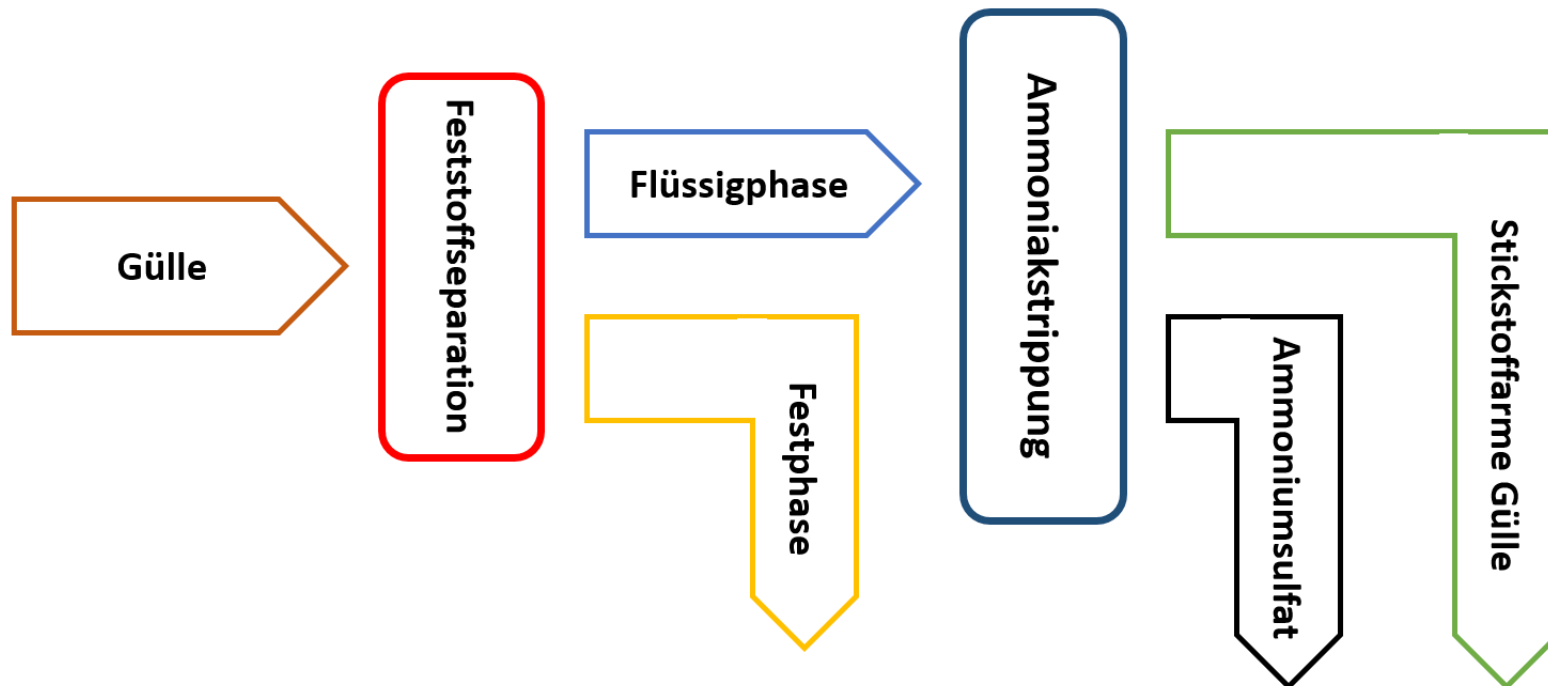 Gülle
Feststoffseparation
Flüssigphase
Festphase
Ammoniakstrippung
Ammoniumsulfat
Stickstoffarme Gülle